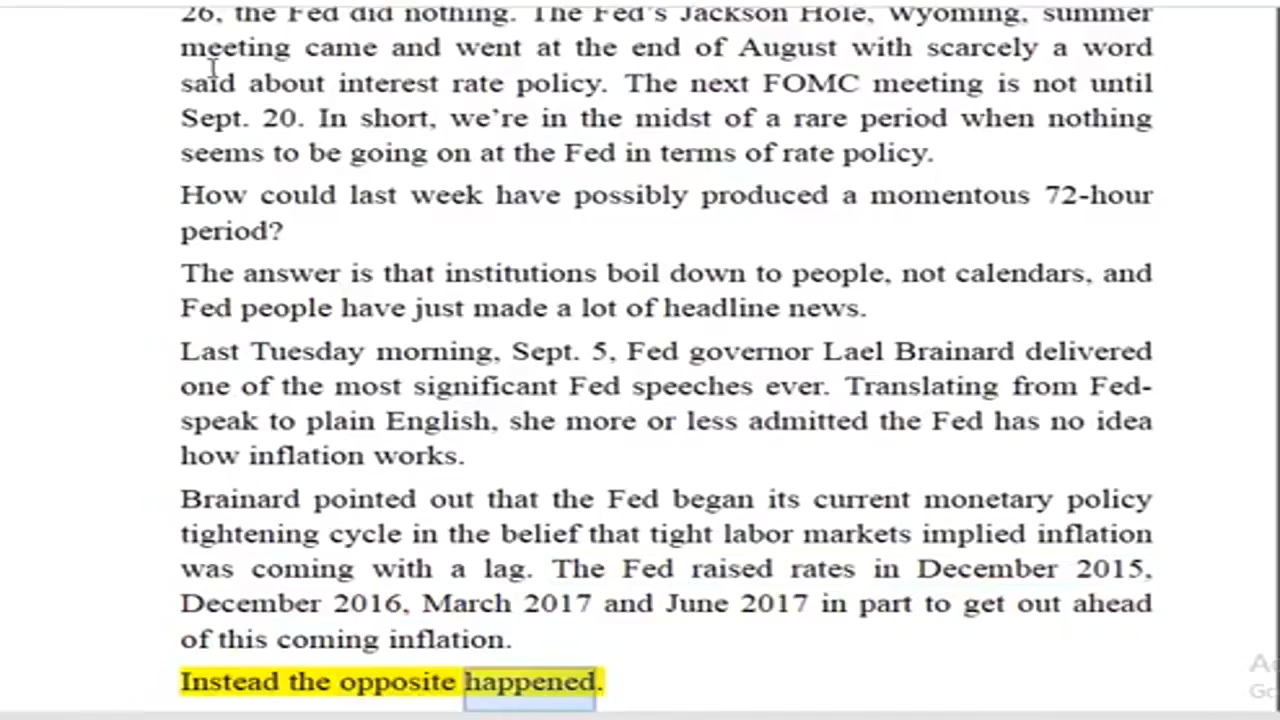 26, the Fed did nothing. The Fed's Jackson Hole, Wyoming, summer
meeting came and went at the end of August with scarcely a word
said about interest rate policy. The next FOMC meeting is not until
Sept. 20. In short, we're in the midst of a rare period when nothing
seems to be going on at the Fed in terms of rate policy.
How could last week have possibly produced a momentous 72-hour
period?
The answer is that institutions boil down to people, not calendars, and
Fed people have just made a lot of headline news.
Last Tuesday morning, Sept. 5, Fed governor Lael Brainard delivered
one of the most significant Fed speeches ever. Translating from Fed-
speak to plain English, she more or less admitted the Fed has no idea
how inflation works.
Brainard pointed out that the Fed began its current monetary policy
tightening cycle in the belief that tight labor markets implied inflation
was coming with a lag. The Fed raised rates in December 2015,
December 2016, March 2017 and June 2017 in part to get out ahead
of this coming inflation.
Instead the opposite happened.